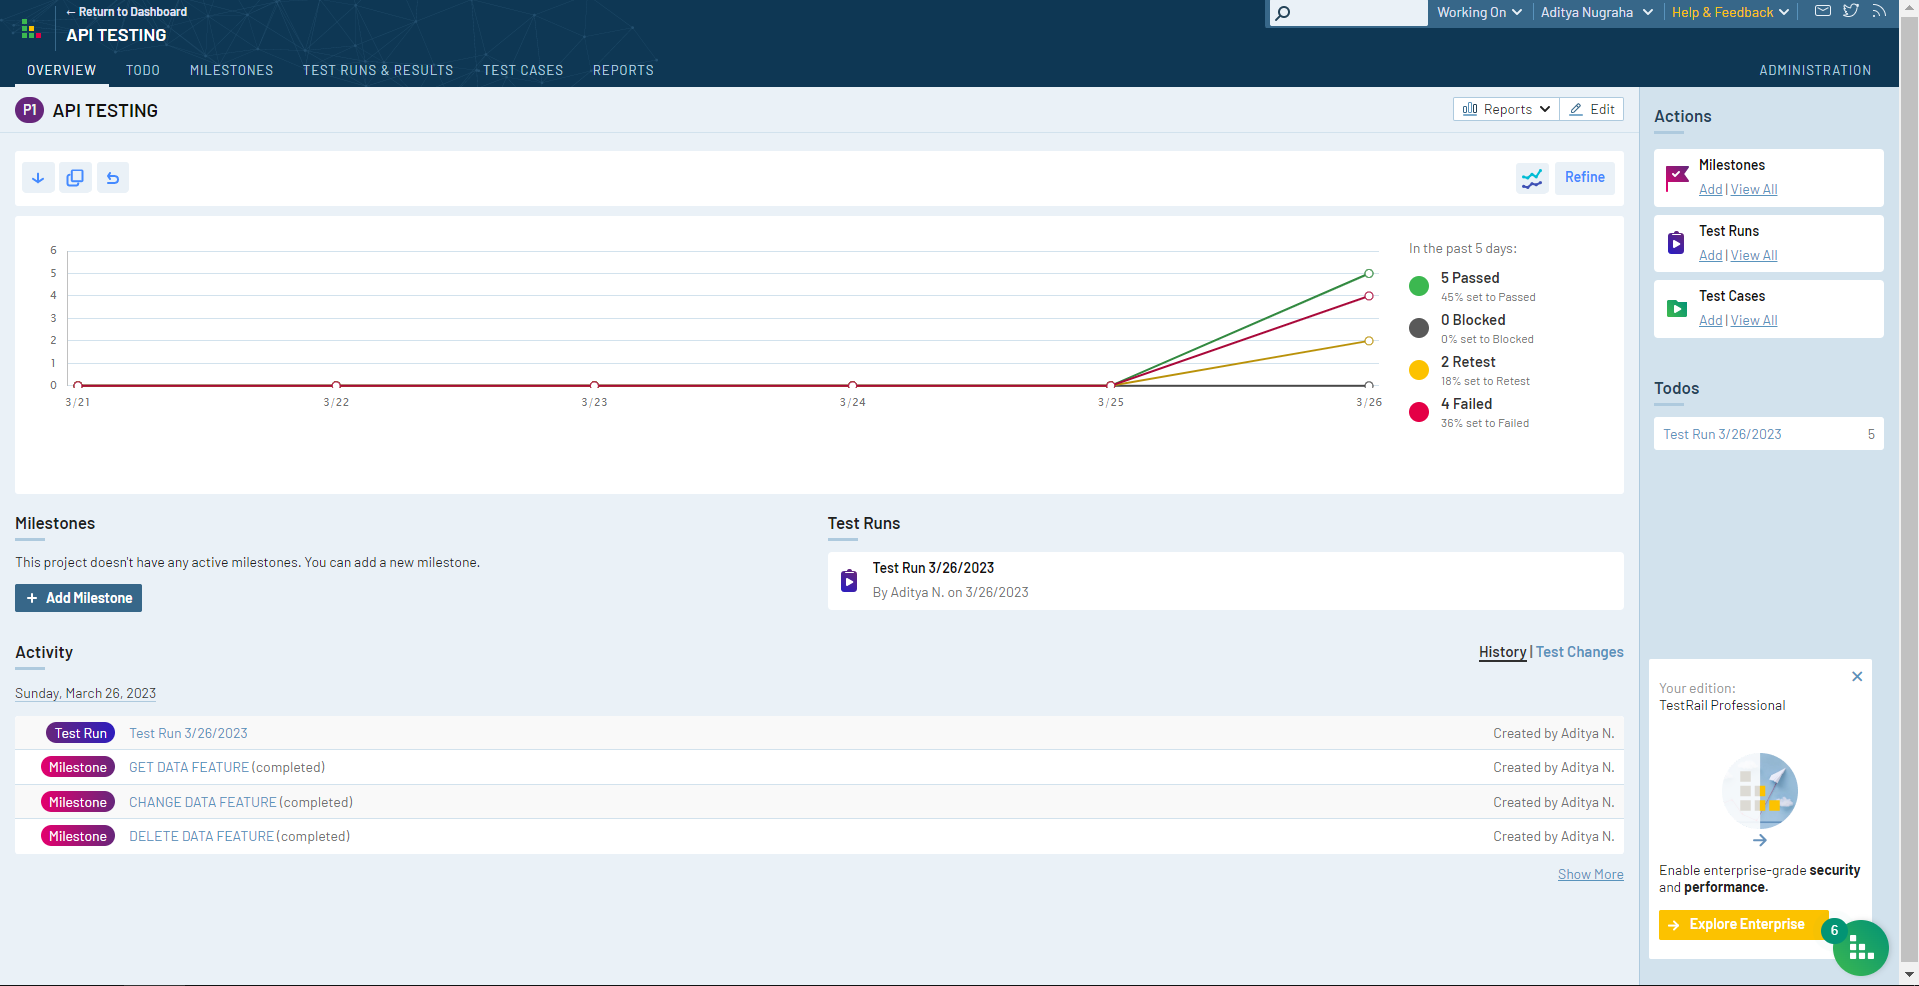 ← Return to Dashboard
API TESTING
Working On
Aditya Nugraha
Help & Feedback
OVERVIEW
TODO
MILESTONES
TEST RUNS & RESULTS
TEST CASES
REPORTS
ADMINISTRATION
P1
API TESTING
Reports
Edit
Refine
6
5
4
3
2
1
0
3/21
3/22
3/23
3/24
3/25
3/26
In the past 5 days:
5 Passed
45% set to Passed
0 Blocked
0% set to Blocked
2 Retest
18% set to Retest
4 Failed
36% set to Failed
Milestones
This project doesn't have any active milestones. You can add a new milestone.
+ Add Milestone
Test Runs
Test Run 3/26/2023
By Aditya N. on 3/26/2023
Activity
History | Test Changes
Sunday, March 26, 2023
Test Run Test Run 3/26/2023 Created by Aditya N.
Milestone GET DATA FEATURE (completed) Created by Aditya N.
Milestone CHANGE DATA FEATURE (completed) Created by Aditya N.
Milestone DELETE DATA FEATURE (completed) Created by Aditya N.
Show More
Actions
Milestones
Add | View All
Test Runs
Add | View All
Test Cases
Add | View All
Todos
Test Run 3/26/2023 5
Your edition:
TestRail Professional
Enable enterprise-grade security
and performance.
→ Explore Enterprise
6